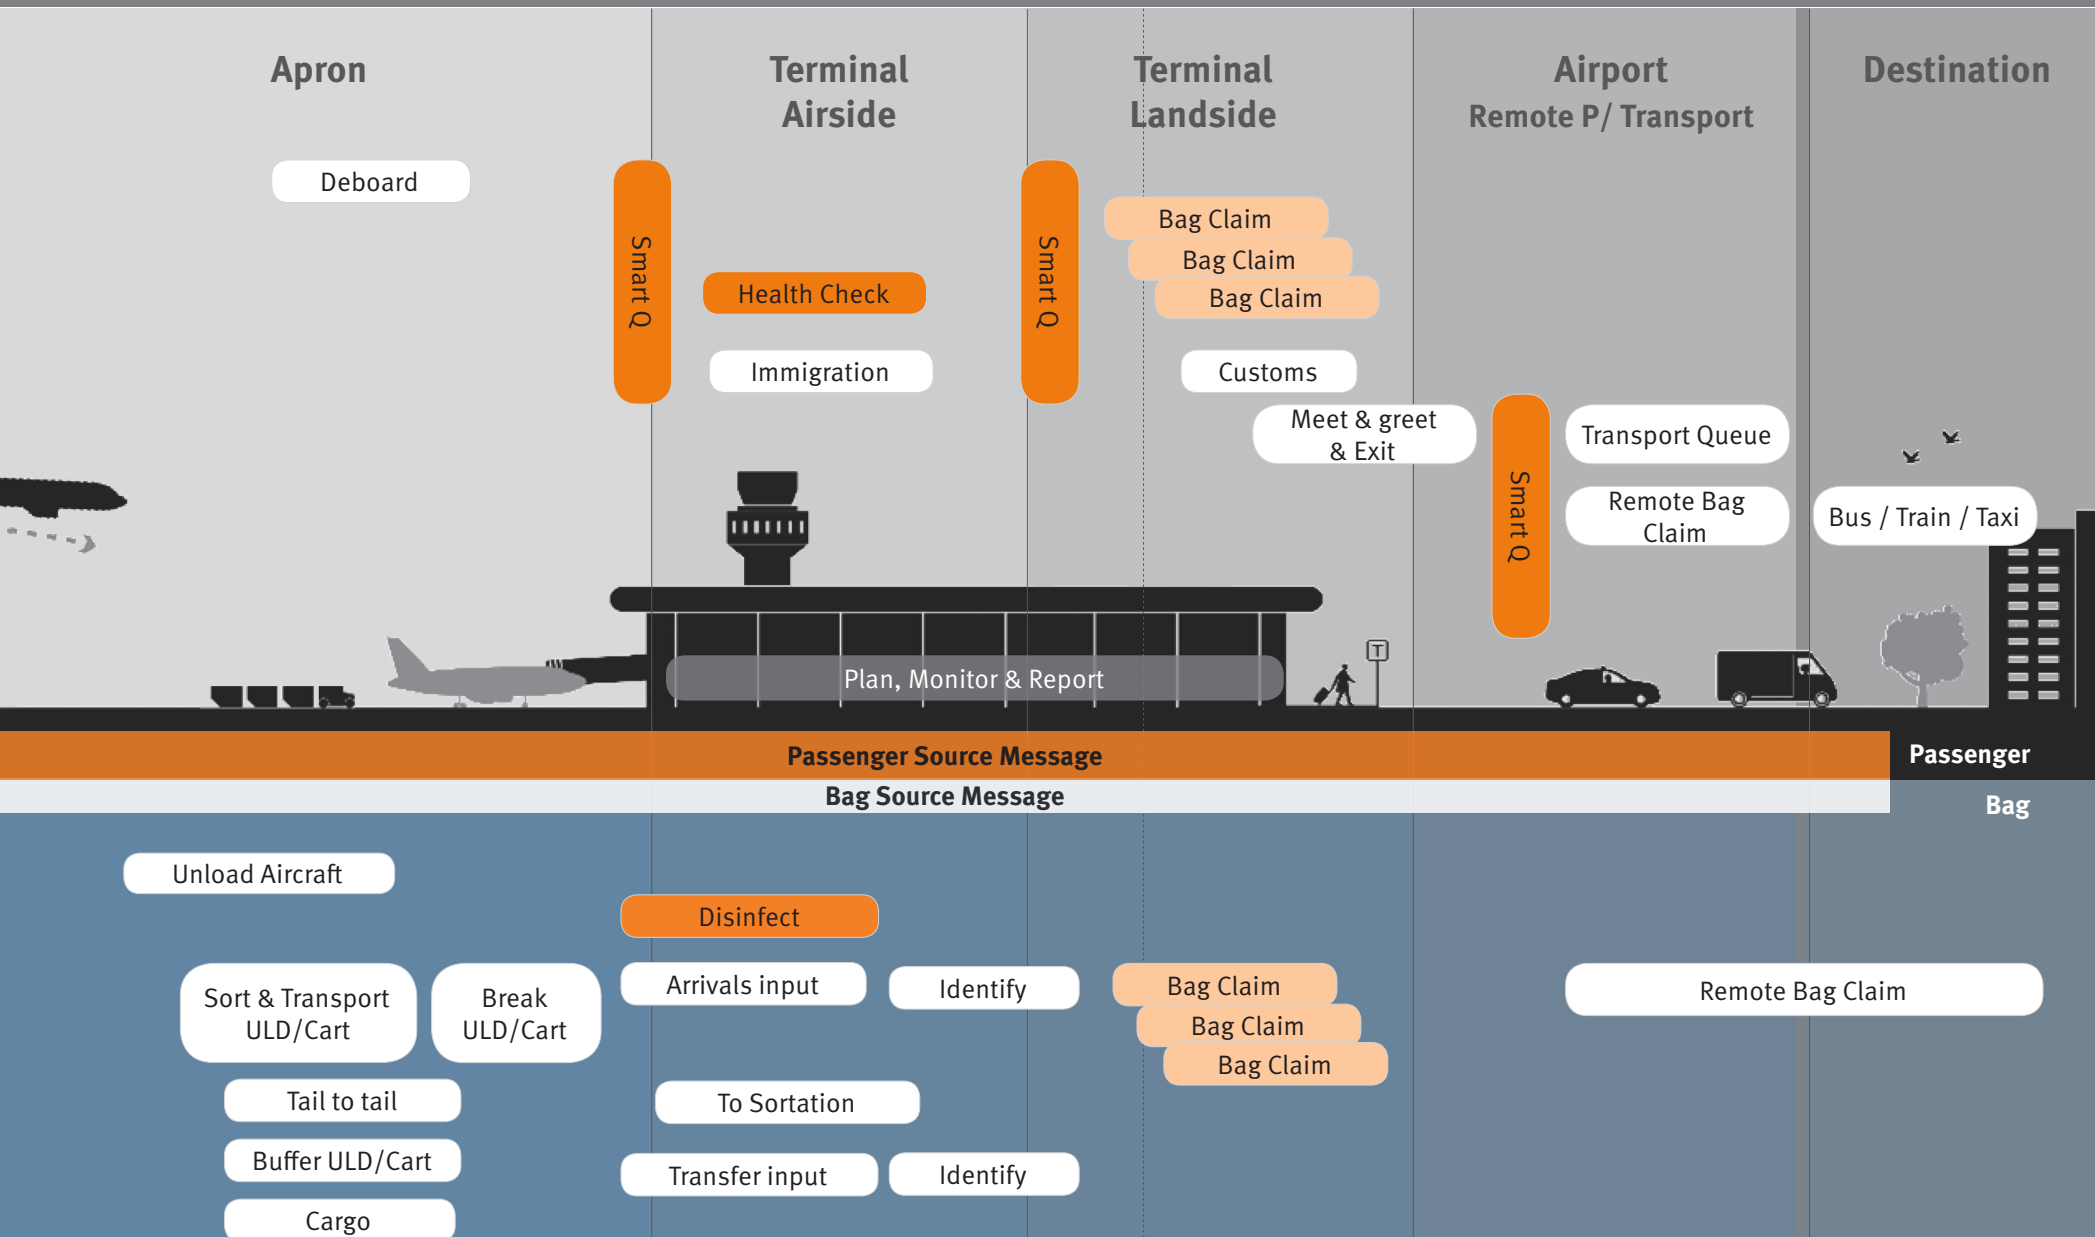 Apron
Terminal
Airside
Terminal
Landside
Airport
Remote P/ Transport
Destination
Deboard
Smart Q
Health Check
Immigration
Smart Q
Bag Claim
Bag Claim
Bag Claim
Customs
Meet & greet
& Exit
Smart Q
Transport Queue
Remote Bag
Claim
Bus / Train / Taxi
T
Plan, Monitor & Report
Passenger Source Message
Passenger
Bag Source Message
Bag
Unload Aircraft
Disinfect
Sort & Transport
ULD/Cart
Break
ULD/Cart
Arrivals input
Identify
Bag Claim
Bag Claim
Bag Claim
Remote Bag Claim
Tail to tail
To Sortation
Buffer ULD/Cart
Transfer input
Identify
Cargo